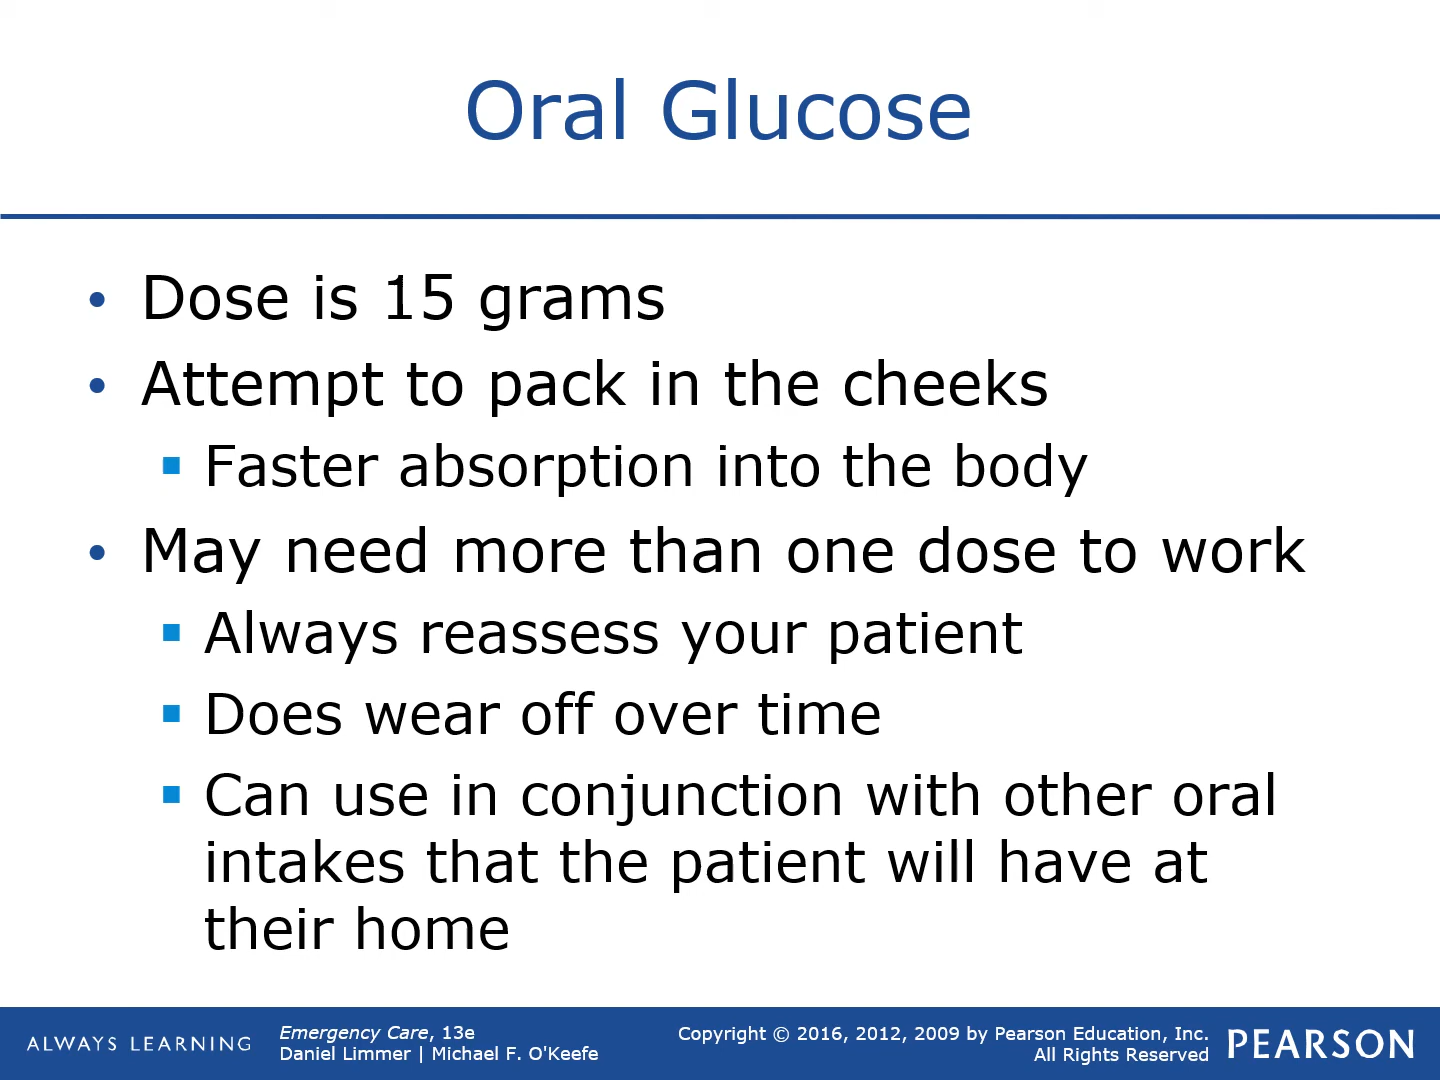 Oral Glucose
• Dose is 15 grams
• Attempt to pack in the cheeks
▪ Faster absorption into the body
• May need more than one dose to work
▪ Always reassess your patient
▪ Does wear off over time
▪ Can use in conjunction with other oral
intakes that the patient will have at
their home
ALWAYS LEARNING
Emergency Care, 13e
Daniel Limmer | Michael F. O'Keefe
Copyright © 2016, 2012, 2009 by Pearson Education, Inc.
All Rights Reserved
PEARSON